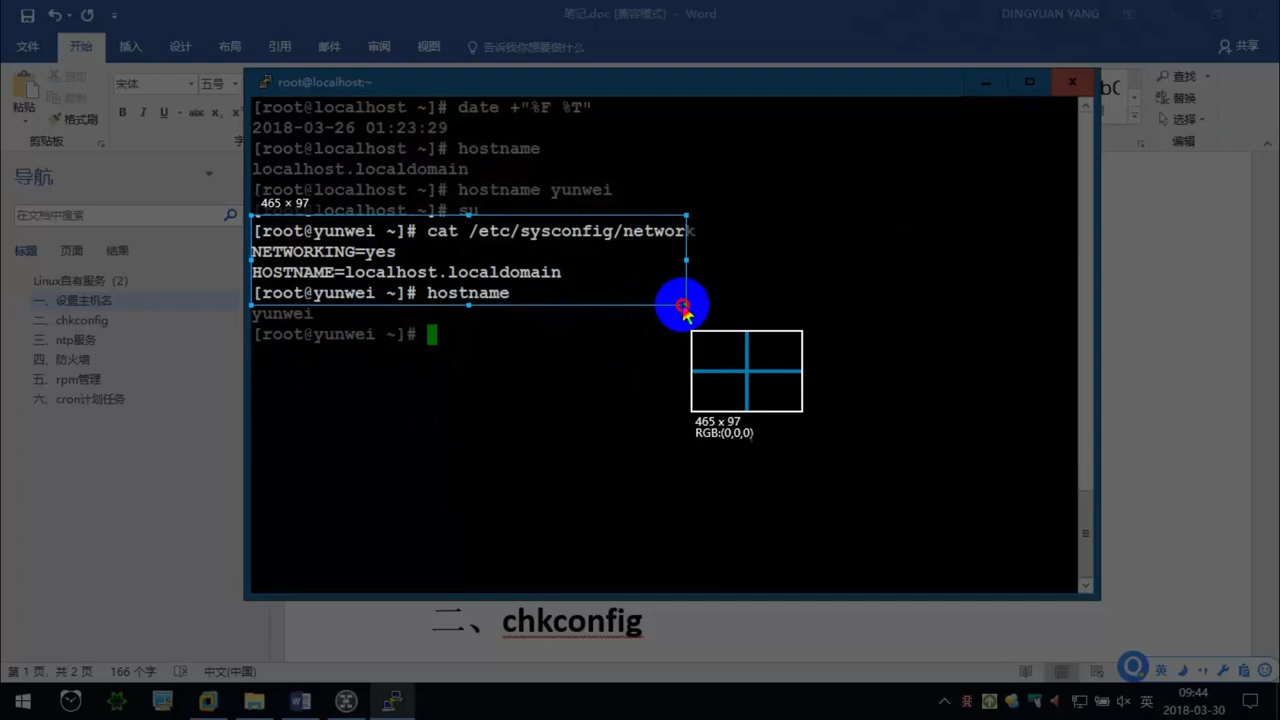 笔记.doc [兼容模式] - Word
DINGYUAN YANG
文件 开始 插入 设计 布局 引用 邮件 审阅 视图 告诉我你想要做什么 共享
粘贴 剪切 复制 格式刷
剪贴板
宋体 五号
B I U abc x₂ x
字
查找
替换
选择
编辑
导航
在文档中搜索
标题 页面 结果
Linux自有服务（2）
一、设置主机名
二、chkconfig
三、ntp服务
四、防火墙
五、rpm管理
六、cron计划任务
root@localhost:~
[root@localhost ~]# date +"%F %T"
2018-03-26 01:23:29
[root@localhost ~]# hostname
localhost.localdomain
[root@localhost ~]# hostname yunwei
465 × 97
[root@localhost ~]# su
[root@yunwei ~]# cat /etc/sysconfig/network
NETWORKING=yes
HOSTNAME=localhost.localdomain
[root@yunwei ~]# hostname
yunwei
[root@yunwei ~]#
465 x 97
RGB:(0,0,0)
二、chkconfig
第 1 页，共 2 页 166 个字 中文(中国)
英
英
09:44
2018-03-30